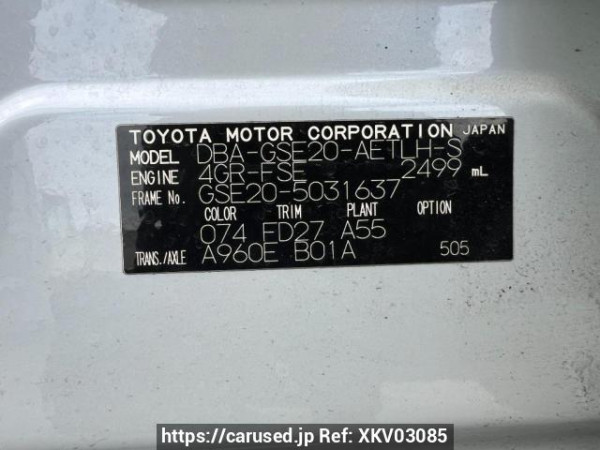 TOYOTA MOTOR CORPORATION JAPAN
MODEL DBA-GSE20-AETLH-S
ENGINE 4GR-FSE 2499 mL
FRAME No. GSE20-5031637
COLOR TRIM PLANT OPTION
074 FD27 A55
TRANS./AXLE A960E B01A 505
https://carused.jp Ref: XKV03085